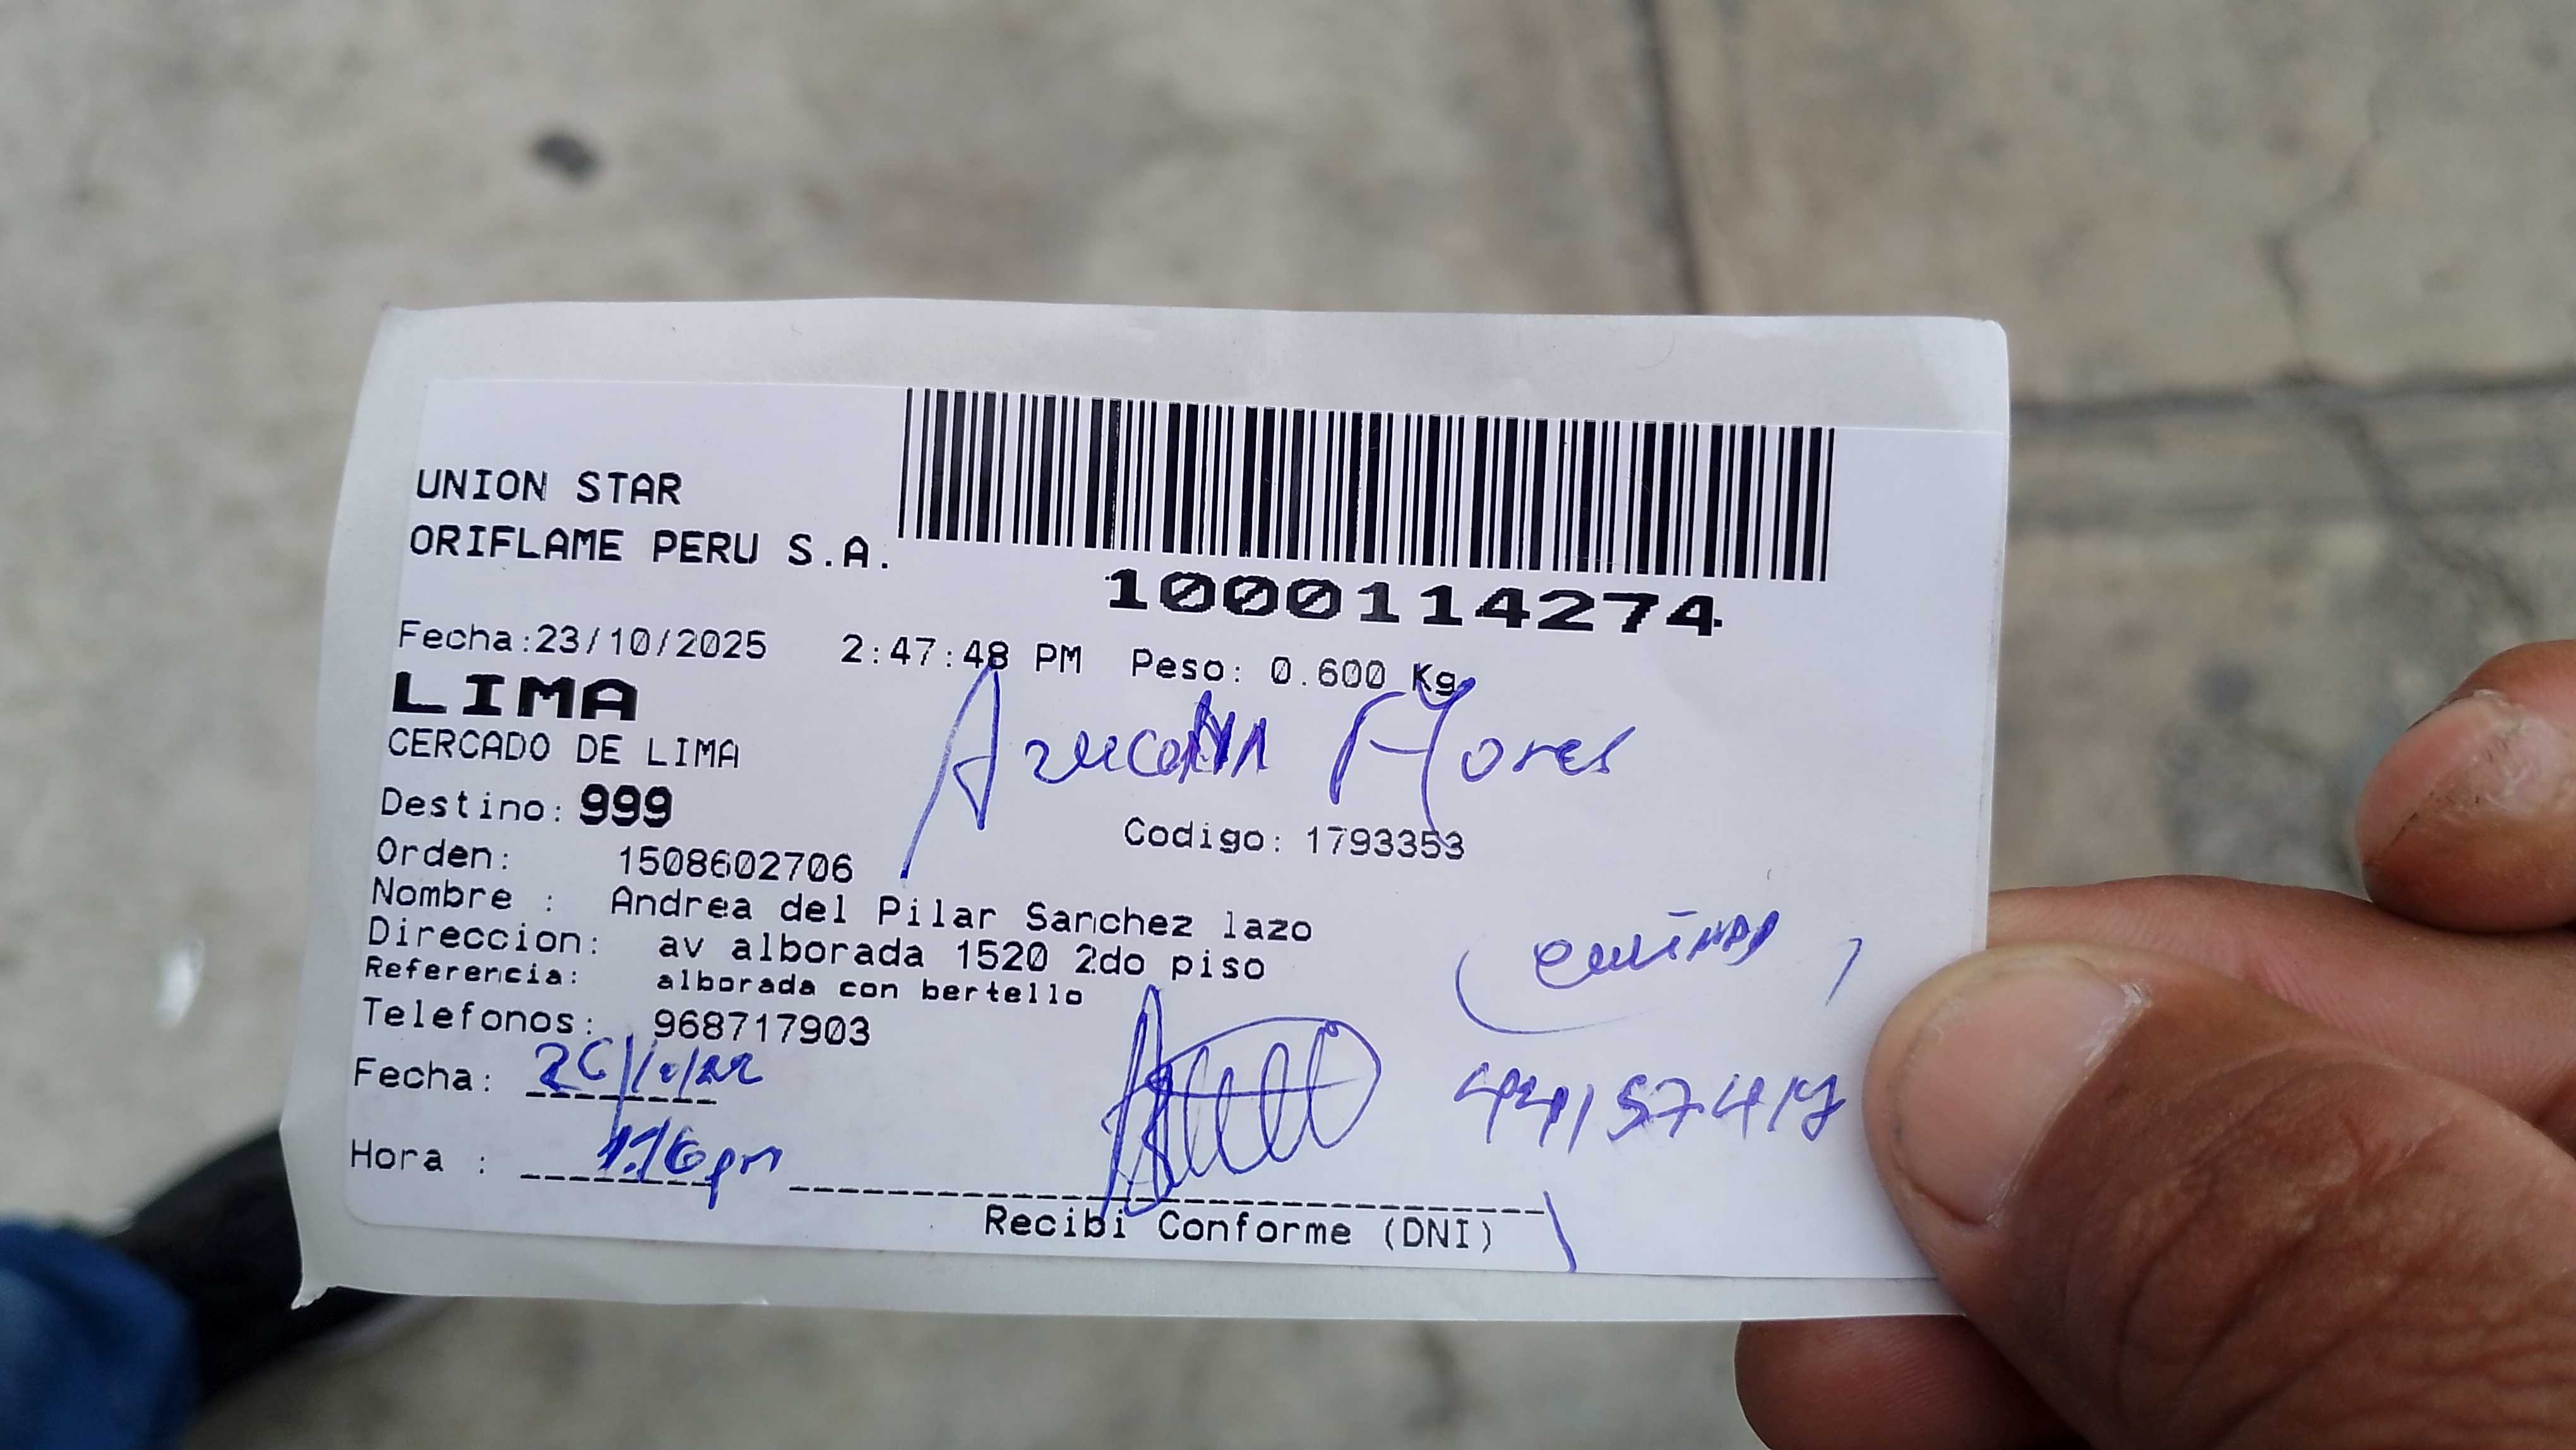 UNION STAR
ORIFLAME PERU S.A.
1000114274
Fecha:23/10/2025 2:47:48 PM Peso: 0.600 Kg.
LIMA
CERCADO DE LIMA
Azucena Flores
Destino: 999
Codigo: 1793353
Orden: 1508602706
Nombre : Andrea del Pilar Sanchez lazo
Direccion: av alborada 1520 2do piso
Referencia: alborada con bertello
Telefonos: 968717903
Fecha:
Hora : 1:16pm
Recibi Conforme (DNI)